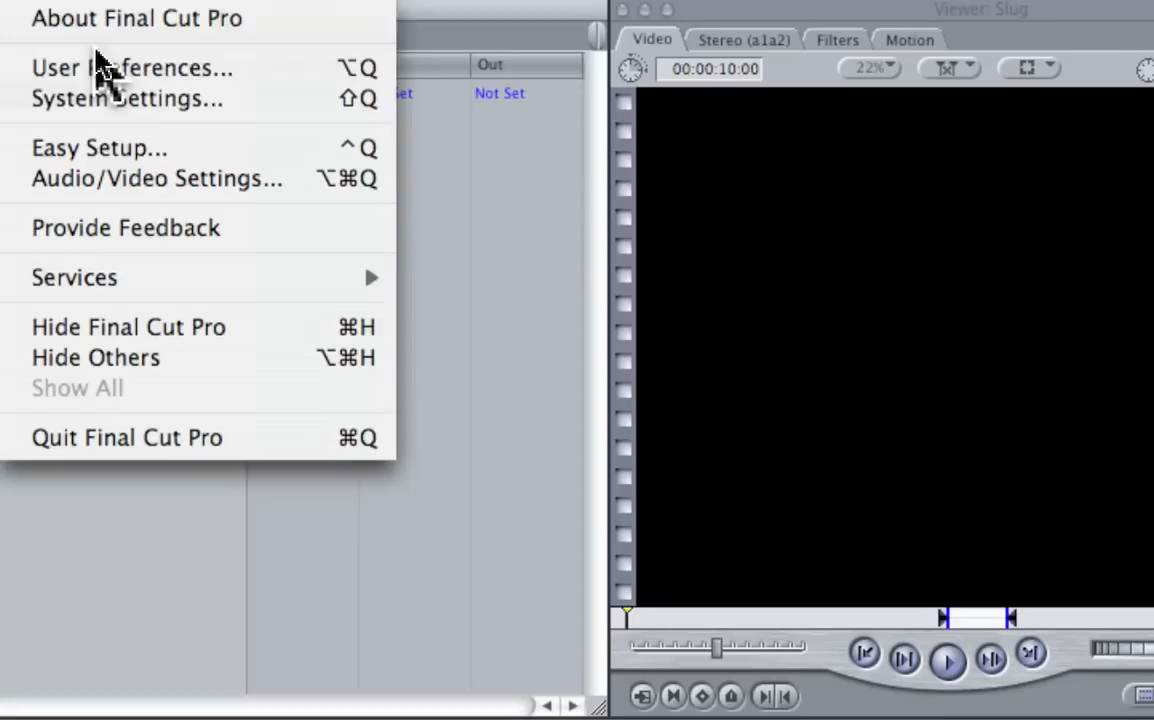 About Final Cut Pro
User Preferences... ⌥Q
System Settings... ⇧Q
Easy Setup... ^Q
Audio/Video Settings... ⌥⌘Q
Provide Feedback
Services
Hide Final Cut Pro ⌘H
Hide Others ⌥⌘H
Show All
Quit Final Cut Pro ⌘Q
Out
Set
Not Set
Viewer: Slug
Video Stereo (a1a2) Filters Motion
00:00:10:00 22%